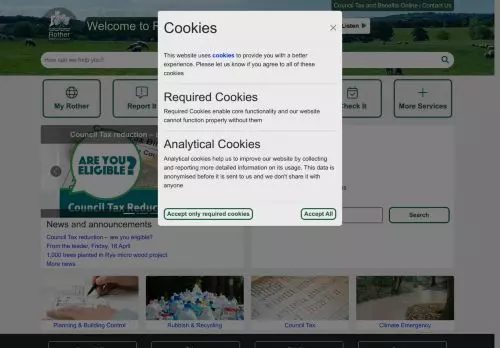 Council Tax and Benefits Online | Contact Us
Rother
Welcome to R
Listen
How can we help you?
Cookies
×
This website uses cookies to provide you with a better
experience. Please let us know if you agree to all of these
cookies
Required Cookies
Required Cookies enable core functionality and our website
cannot function properly without them
Analytical Cookies
Analytical cookies help us to improve our website by collecting
and reporting more detailed information on its usage. This data is
anonymised before it is sent to us and we don't share it with
anyone
Accept only required cookies
Accept All
My Rother
Report It
Check It
More Services
Council Tax reduction –
ARE YOU
ELIGIBLE?
Council Tax
Search
News and announcements
Council Tax reduction – are you eligible?
From the leader, Friday, 16 April
1,000 trees planted in Rye micro wood project
More news
Planning & Building Control
Rubbish & Recycling
Council Tax
Climate Emergency